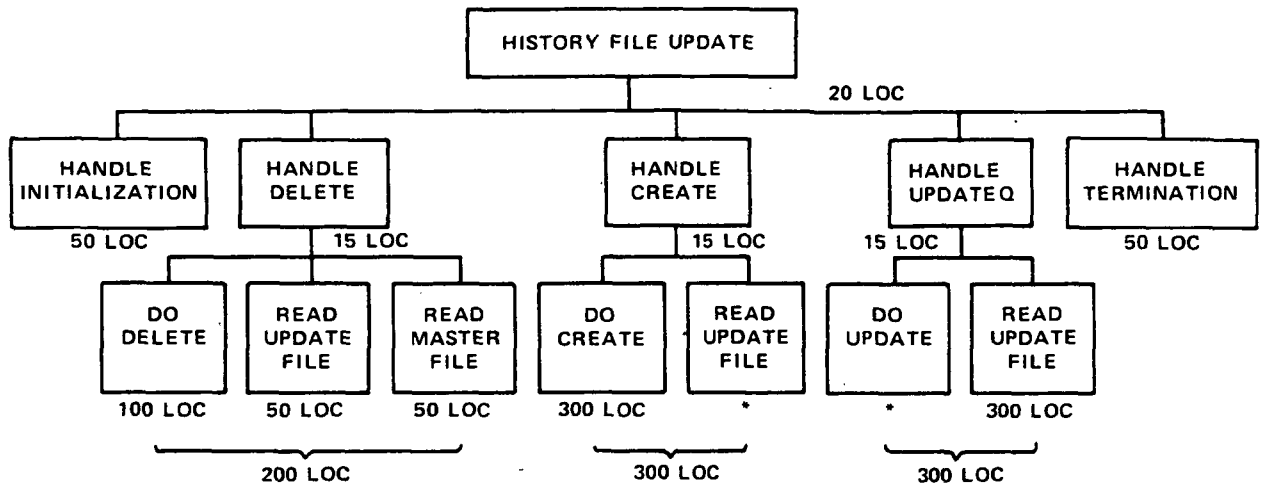 HISTORY FILE UPDATE
20 LOC
HANDLE
INITIALIZATION
HANDLE
DELETE
HANDLE
CREATE
HANDLE
UPDATEQ
HANDLE
TERMINATION
50 LOC
15 LOC
15 LOC
15 LOC
50 LOC
DO
DELETE
READ
UPDATE
FILE
READ
MASTER
FILE
DO
CREATE
READ
UPDATE
FILE
DO
UPDATE
READ
UPDATE
FILE
100 LOC
50 LOC
50 LOC
300 LOC
*
*
300 LOC
200 LOC
300 LOC
300 LOC